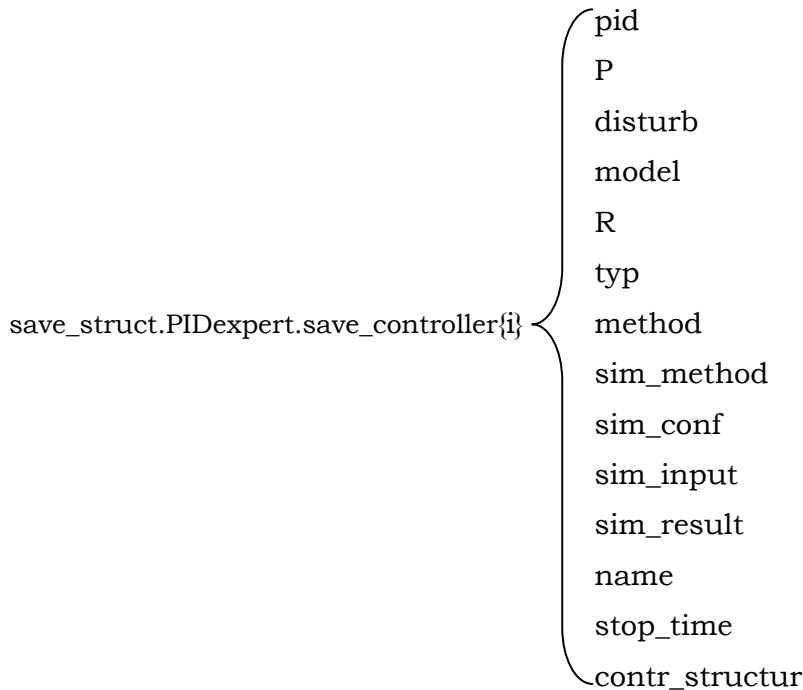 pid
P
disturb
model
R
typ
save_struct.PIDexpert.save_controller{i}
method
sim_method
sim_conf
sim_input
sim_result
name
stop_time
contr_structur